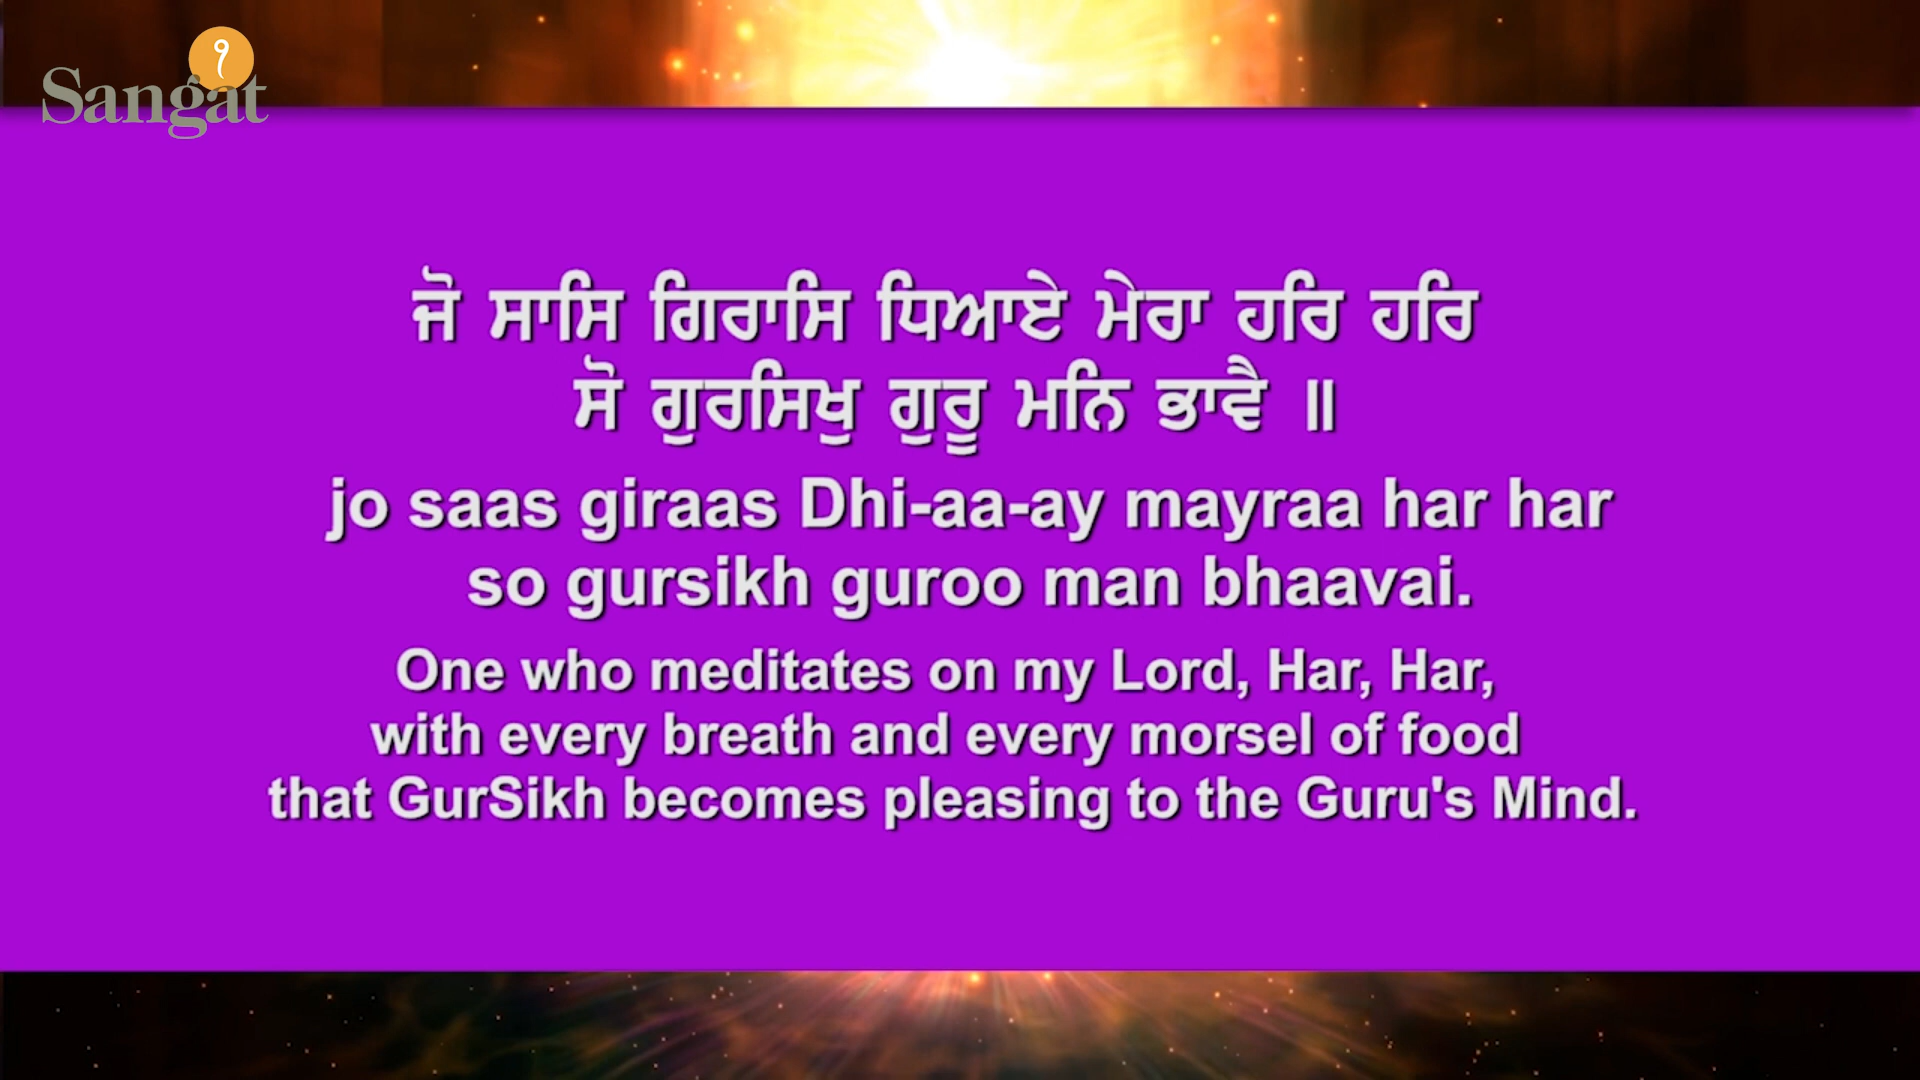 Sangat
੧
ਜੋ ਸਾਸਿ ਗਿਰਾਸਿ ਧਿਆਏ ਮੇਰਾ ਹਰਿ ਹਰਿ
ਸੋ ਗੁਰਸਿਖੁ ਗੁਰੂ ਮਨਿ ਭਾਵੈ ॥
jo saas giraas Dhi-aa-ay mayraa har har
so gursikh guroo man bhaavai.
One who meditates on my Lord, Har, Har,
with every breath and every morsel of food
that GurSikh becomes pleasing to the Guru's Mind.